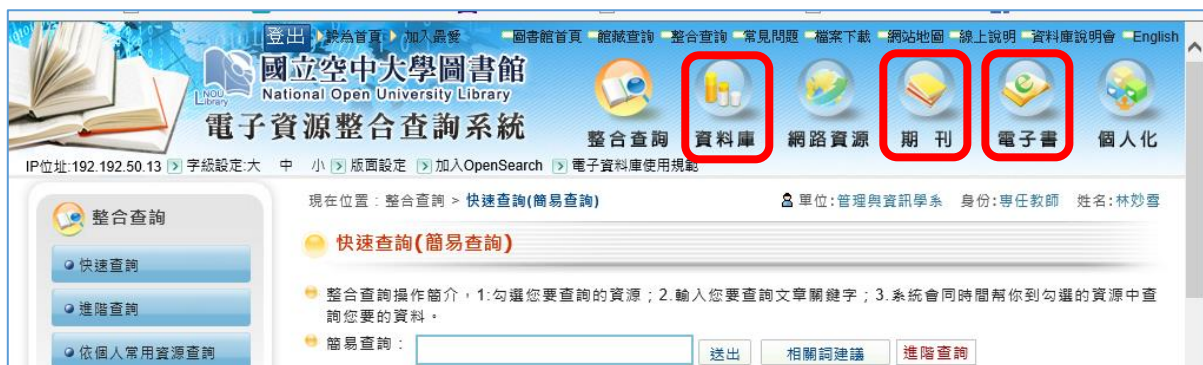 登出 設為首頁 加入最愛 圖書館首頁 館藏查詢 整合查詢 常見問題 檔案下載 網站地圖 線上說明 資料庫說明會 English
NOU Library
國立空中大學圖書館
National Open University Library
電子資源整合查詢系統
整合查詢 資料庫 網路資源 期 刊 電子書 個人化
IP位址:192.192.50.13 字級設定:大 中 小 版面設定 加入OpenSearch 電子資料庫使用規範
現在位置：整合查詢 > 快速查詢(簡易查詢) 單位:管理與資訊學系 身份:專任教師 姓名:林妙雪
整合查詢
快速查詢(簡易查詢)
快速查詢
整合查詢操作簡介，1:勾選您要查詢的資源；2.輸入您要查詢文章關鍵字；3.系統會同時間幫你到勾選的資源中查
詢您要的資料。
進階查詢
簡易查詢： 送出 相關詞建議 進階查詢
依個人常用資源查詢